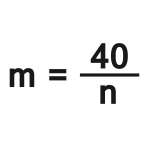 m = 40/n